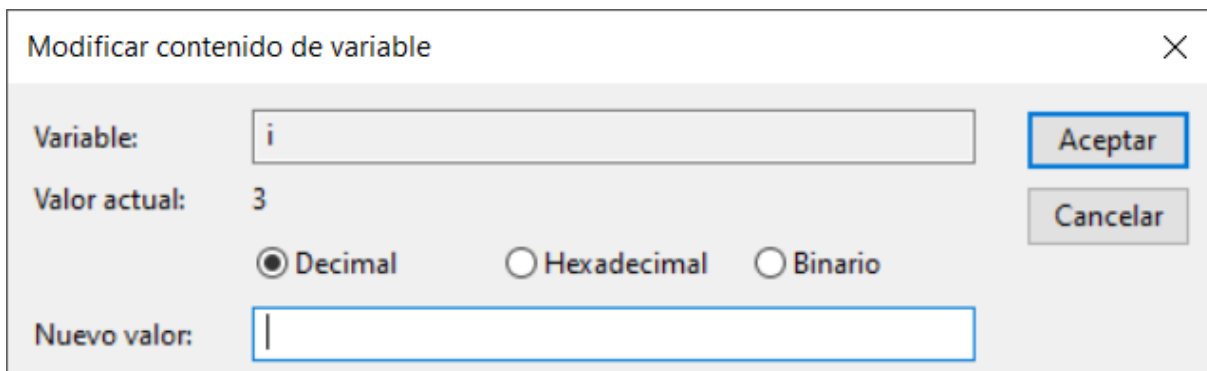 Modificar contenido de variable
Variable: i Aceptar
Valor actual: 3 Cancelar
Decimal Hexadecimal Binario
Nuevo valor: